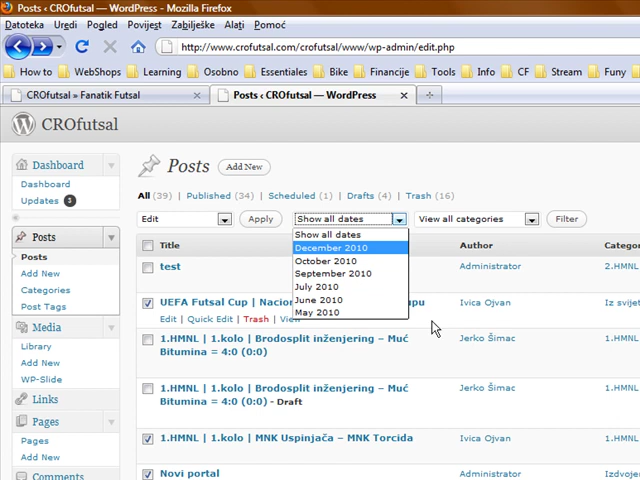 Posts ‹ CROfutsal — WordPress - Mozilla Firefox
Datoteka Uredi Pogled Povijest Zabilješke Alati Pomoć
http://www.crofutsal.com/crofutsal/www/wp-admin/edit.php
How to WebShops Learning Osobno Essentiales Bike Financije Tools Info CF Stream Funy
CROfutsal » Fanatik Futsal Posts ‹ CROfutsal — WordPress
CROfutsal
Dashboard
Dashboard
Updates 3
Posts
Posts
Add New
Categories
Post Tags
Media
Library
Add New
WP-Slide
Links
Pages
Pages
Add New
Comments
Posts Add New
All (39) | Published (34) | Scheduled (1) | Drafts (4) | Trash (16)
Edit Apply Show all dates View all categories Filter
Show all dates
December 2010
October 2010
September 2010
July 2010
June 2010
May 2010
Title Author Categor
test Administrator 2.HMNL
UEFA Futsal Cup | Nacion upu Ica Ojvan Iz svijet
Edit | Quick Edit | Trash | View
1.HMNL | 1.kolo | Brodosplit inženjering – Muć Jerko Šimac 1.HMNL
Bitumina = 4:0 (0:0)
1.HMNL | 1.kolo | Brodosplit inženjering – Muć Jerko Šimac 1.HMNL
Bitumina = 4:0 (0:0) - Draft
1.HMNL | 1.kolo | MNK Uspinjača – MNK Torcida Ivica Ojvan 1.HMNL
Novi portal Administrator Izdvoje